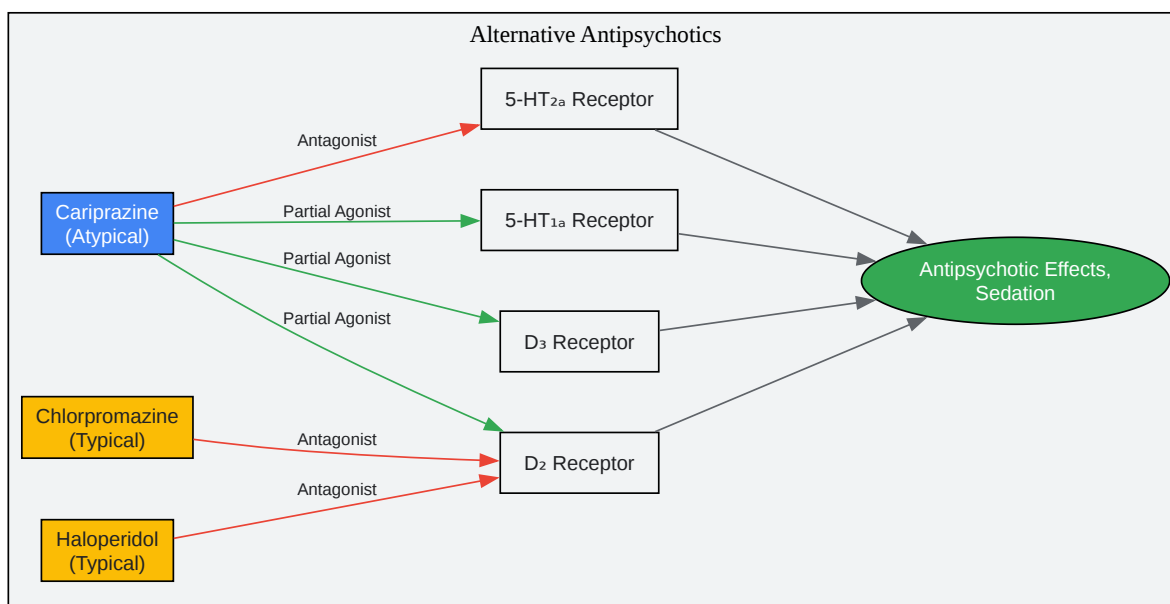 Alternative Antipsychotics
5-HT₂ₐ Receptor
Antagonist
Cariprazine
(Atypical)
Partial Agonist
5-HT₁ₐ Receptor
Partial Agonist
Antipsychotic Effects,
Sedation
Partial Agonist
D₃ Receptor
Chlorpromazine
(Typical)
Antagonist
D₂ Receptor
Antagonist
Haloperidol
(Typical)